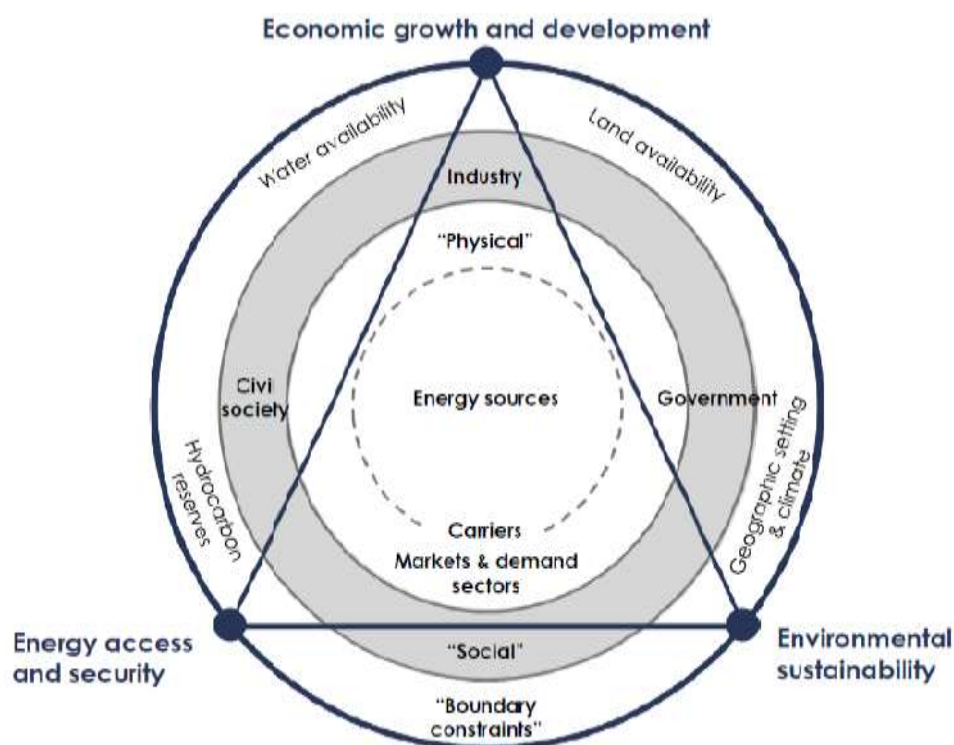 Economic growth and development
Water availability
Land availability
Industry
"Physical"
Civil
society
Energy sources
Government
Hydrocarbon
reserves
Geographic setting
& climate
Carriers
Markets & demand
sectors
Energy access
and security
"Social"
Environmental
sustainability
"Boundary
constraints"